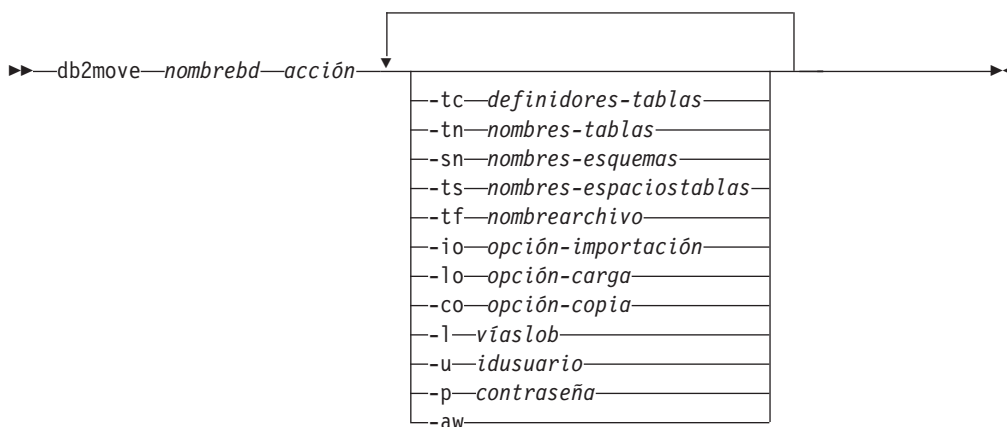 db2move nombrebd acción
-tc definidores-tablas
-tn nombres-tablas
-sn nombres-esquemas
-ts nombres-espaciostablas
-tf nombrearchivo
-io opción-importación
-lo opción-carga
-co opción-copia
-l víaslob
-u idusuario
-p contraseña
-aw